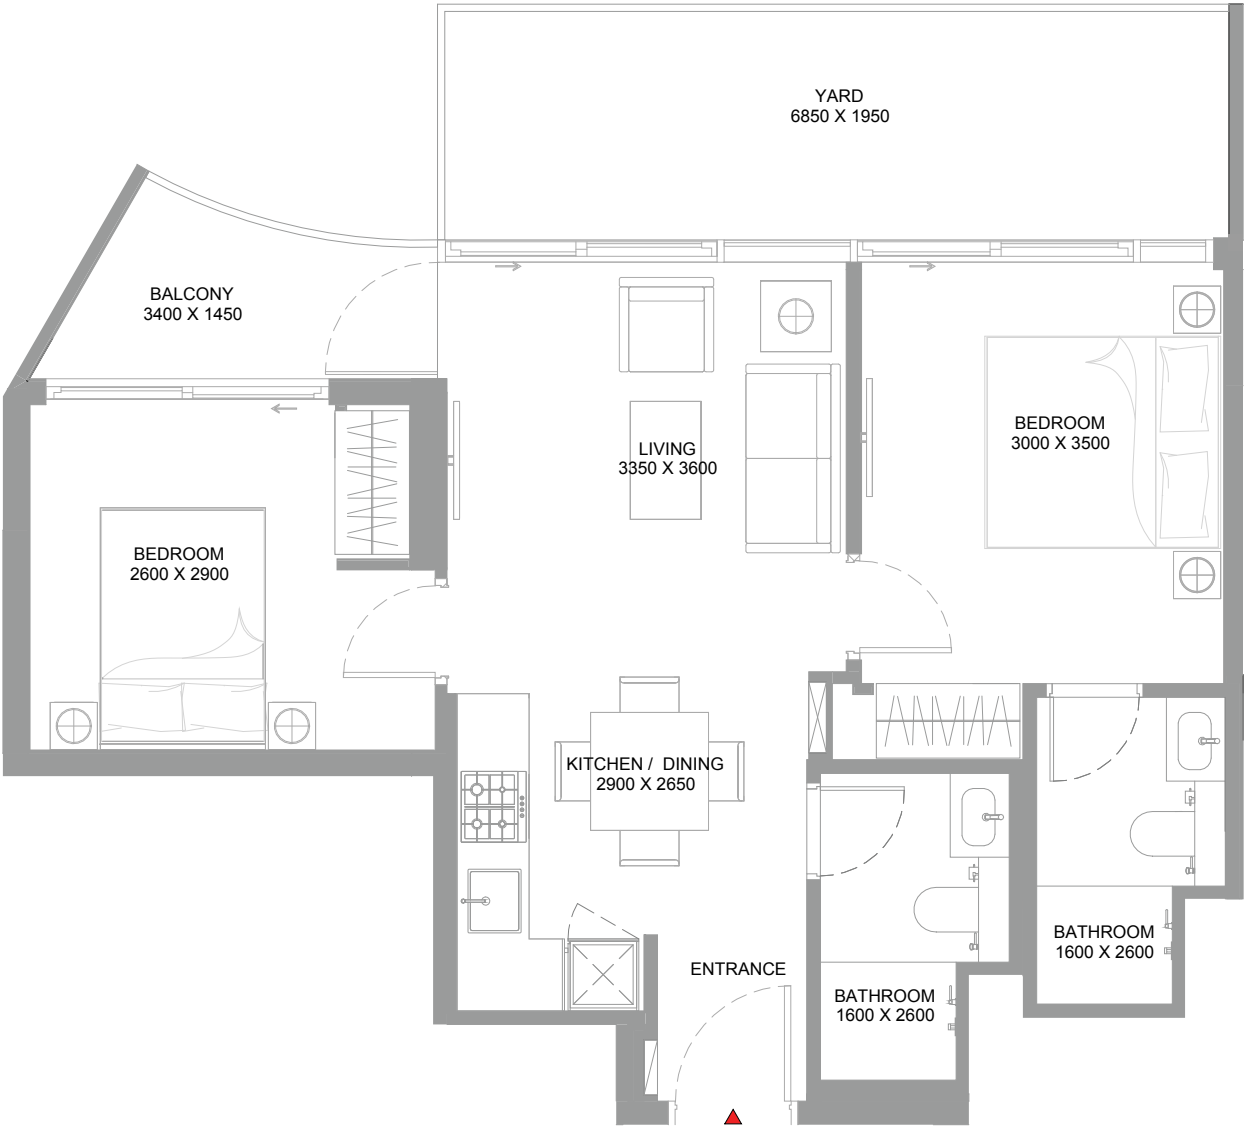 YARD
6850 X 1950
BALCONY
3400 X 1450
BEDROOM
3000 X 3500
LIVING
3350 X 3600
BEDROOM
2600 X 2900
KITCHEN / DINING
2900 X 2650
BATHROOM
1600 X 2600
ENTRANCE
BATHROOM
1600 X 2600